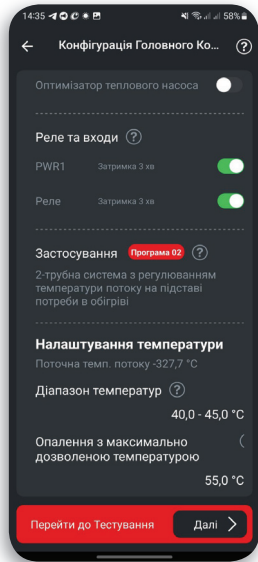 14:35 58%
Конфігурація Головного Ко...
Оптимізатор теплового насоса
Реле та входи
PWR1 Затримка 3 хв
Реле Затримка 3 хв
Застосування Програма 02
2-трубна система з регулюванням
температури потоку на підставі
потреби в обігріві
Налаштування температури
Поточна темп. потоку -327,7 °C
Діапазон температур
40,0 - 45,0 °C
Опалення з максимально
дозволеною температурою
55,0 °C
Перейти до Тестування Далі